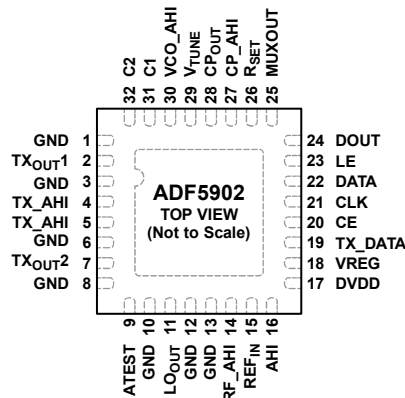 32 C2
31 C1
30 VCO_AHI
29 VTUNE
28 CPOUT
27 CP_AHI
26 RSET
25 MUXOUT
GND 1
TXOUT1 2
GND 3
TX_AHI 4
TX_AHI 5
GND 6
TXOUT2 7
GND 8
ADF5902
TOP VIEW
(Not to Scale)
24 DOUT
23 LE
22 DATA
21 CLK
20 CE
19 TX_DATA
18 VREG
17 DVDD
ATEST 9
GND 10
LOOUT 11
GND 12
GND 13
RF_AHI 14
REFIN 15
AHI 16